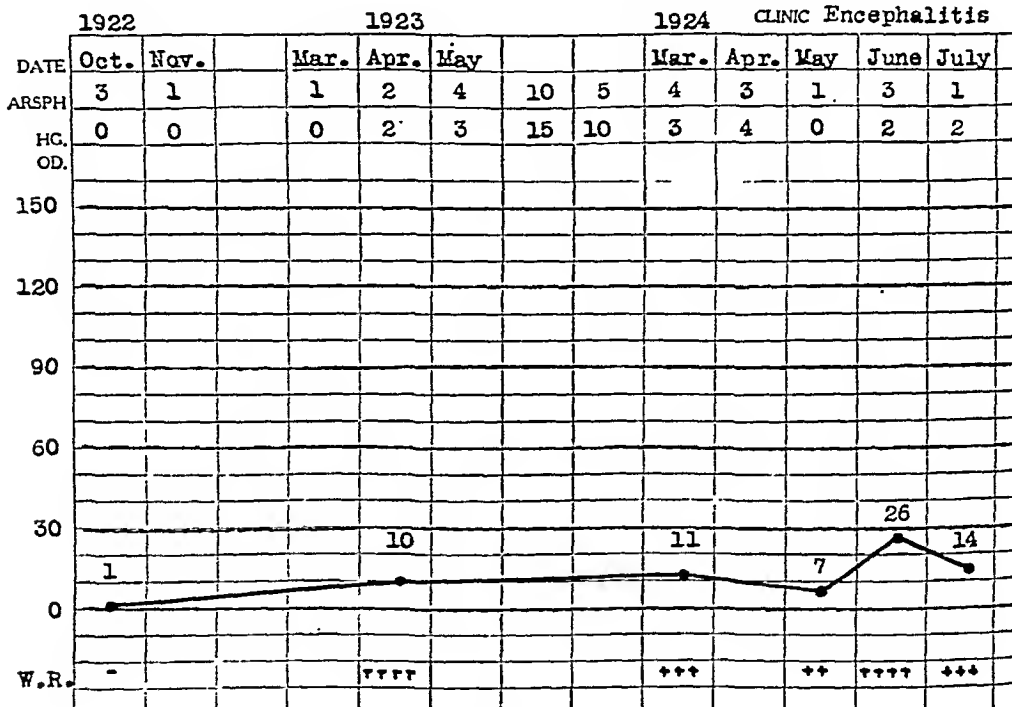 1922 1923 1924 CLINIC Encephalitis
DATE Oct. Nov. Mar. Apr. May Mar. Apr. May June July
ARSPH 3 1 1 2 4 10 5 4 3 1 3 1
HG. 0 0 0 2 3 15 10 3 4 0 2 2
OD.
150
120
90
60
30
26
10 11 14
1 7
0
W.R. - ++++ +++ ++ ++++ +++